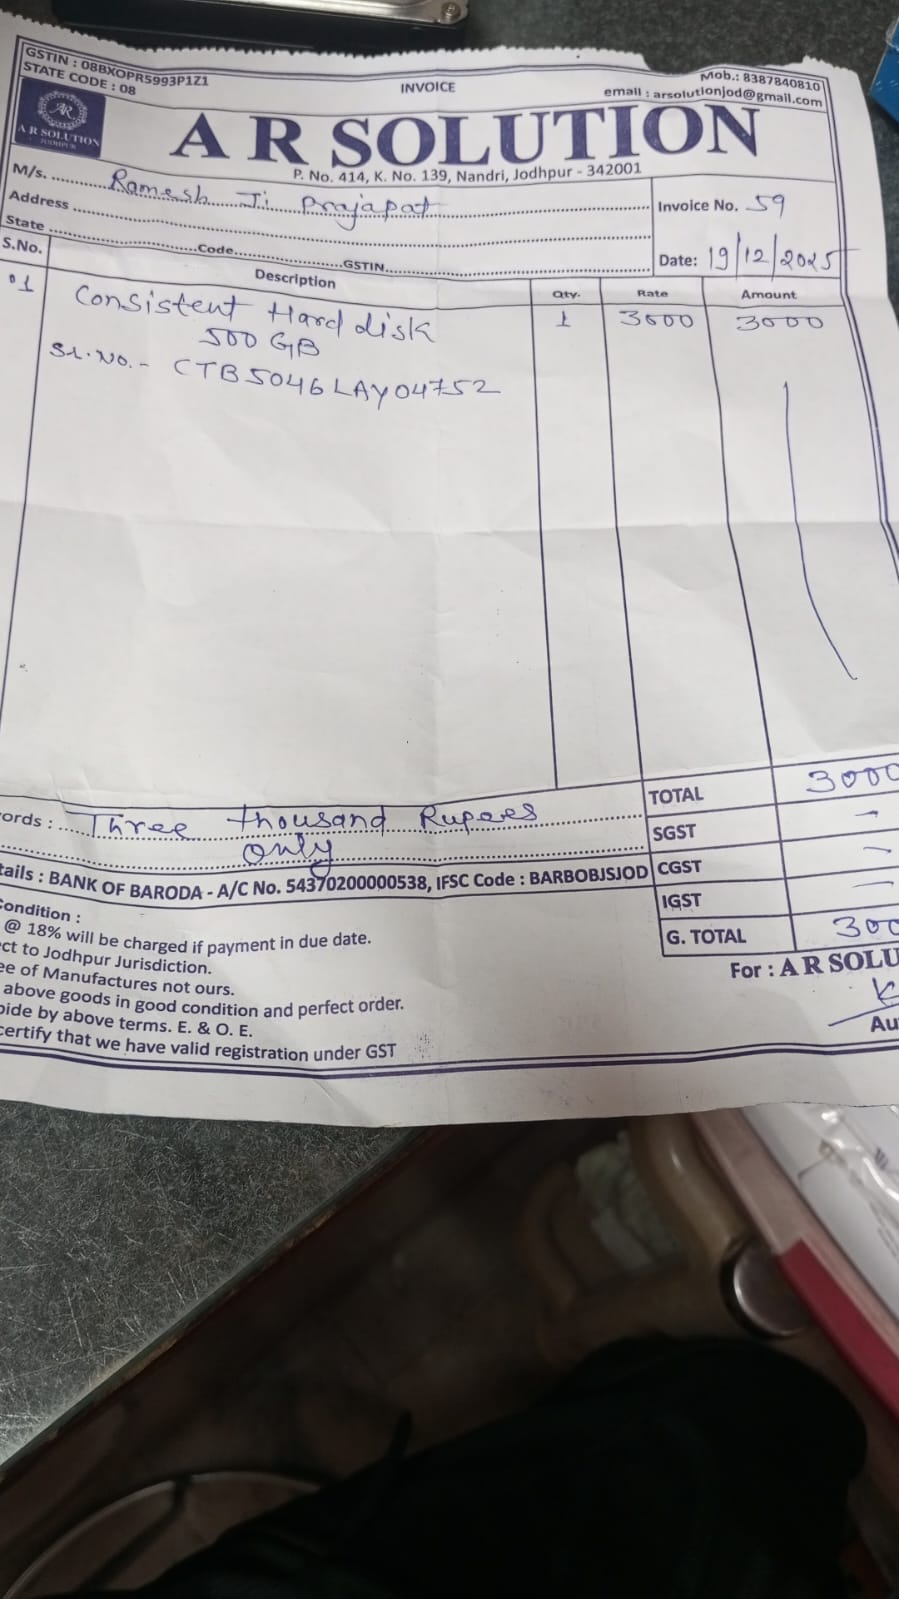 GSTIN : 08BXOPR5993P1Z1
STATE CODE : 08
INVOICE
Mob.: 8387840810
email : arsolutionjod@gmail.com
AR
A R SOLUTION
JODHPUR
A R SOLUTION
P. No. 414, K. No. 139, Nandri, Jodhpur - 342001
M/s. Ramesh Ji Prajapat
Invoice No. 59
Address
State Code GSTIN
Date: 19/12/2025
S.No. Description Qty. Rate Amount
01 Consistent Hard disk 1 3000 3000
500 GB
Sr. No. - CTB5046LAY04752
TOTAL 3000
ords : Three thousand Rupees
only
SGST -
CGST -
tails : BANK OF BARODA - A/C No. 54370200000538, IFSC Code : BARBOBJSJOD
IGST -
G. TOTAL 300
ondition :
@ 18% will be charged if payment in due date.
ct to Jodhpur Jurisdiction.
ee of Manufactures not ours.
above goods in good condition and perfect order.
bide by above terms. E. & O. E.
certify that we have valid registration under GST
For : A R SOLU
Au